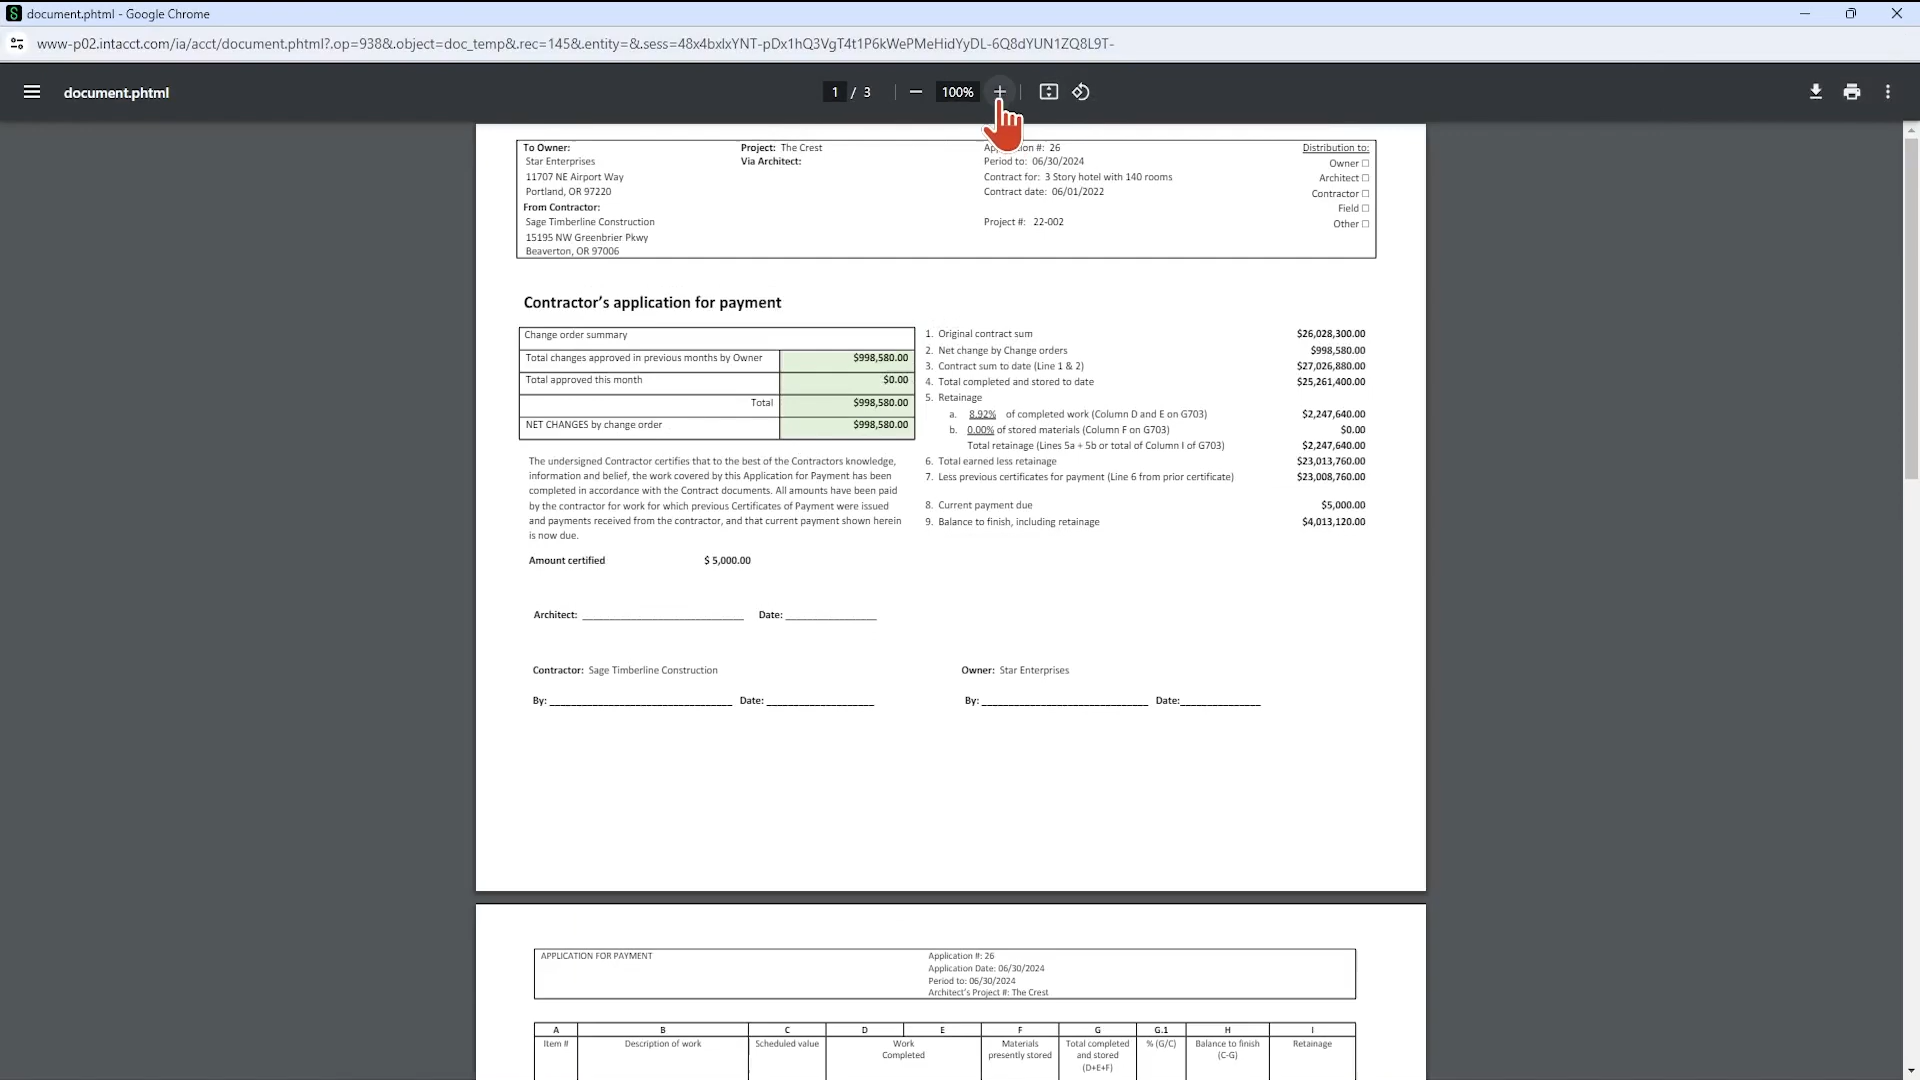 document.phtml - Google Chrome
www-p02.intacct.com/ia/acct/document.phtml?.op=938&.object=doc_temp&.rec=145&.entity=&.sess=48x4bxlxYNT-pDx1hQ3VgT4t1P6kWePMeHidYyDL-6Q8dYUN1ZQ8L9T-
document.phtml
1 / 3
100%
To Owner:
Star Enterprises
11707 NE Airport Way
Portland, OR 97220
From Contractor:
Sage Timberline Construction
15195 NW Greenbrier Pkwy
Beaverton, OR 97006
Project: The Crest
Via Architect:
#: 26
Period to: 06/30/2024
Contract for: 3 Story hotel with 140 rooms
Contract date: 06/01/2022
Project #: 22-002
Distribution to:
Owner
Architect
Contractor
Field
Other
Contractor's application for payment
Change order summary
Total changes approved in previous months by Owner $998,580.00
Total approved this month $0.00
Total $998,580.00
NET CHANGES by change order $998,580.00
The undersigned Contractor certifies that to the best of the Contractors knowledge,
information and belief, the work covered by this Application for Payment has been
completed in accordance with the Contract documents. All amounts have been paid
by the contractor for work for which previous Certificates of Payment were issued
and payments received from the contractor, and that current payment shown herein
is now due.
Amount certified $ 5,000.00
1. Original contract sum $26,028,300.00
2. Net change by Change orders $998,580.00
3. Contract sum to date (Line 1 & 2) $27,026,880.00
4. Total completed and stored to date $25,261,400.00
5. Retainage
a. 8.92% of completed work (Column D and E on G703) $2,247,640.00
b. 0.00% of stored materials (Column F on G703) $0.00
Total retainage (Lines 5a + 5b or total of Column I of G703) $2,247,640.00
6. Total earned less retainage $23,013,760.00
7. Less previous certificates for payment (Line 6 from prior certificate) $23,008,760.00
8. Current payment due $5,000.00
9. Balance to finish, including retainage $4,013,120.00
Architect: Date:
Contractor: Sage Timberline Construction
Owner: Star Enterprises
By: Date:
By: Date:
APPLICATION FOR PAYMENT
Application #: 26
Application Date: 06/30/2024
Period to: 06/30/2024
Architect's Project #: The Crest
A B C D E F G G.1 H I
Item # Description of work Scheduled value Work Materials Total completed % (G/C) Balance to finish Retainage
Completed presently stored and stored (C-G)
(D+E+F)